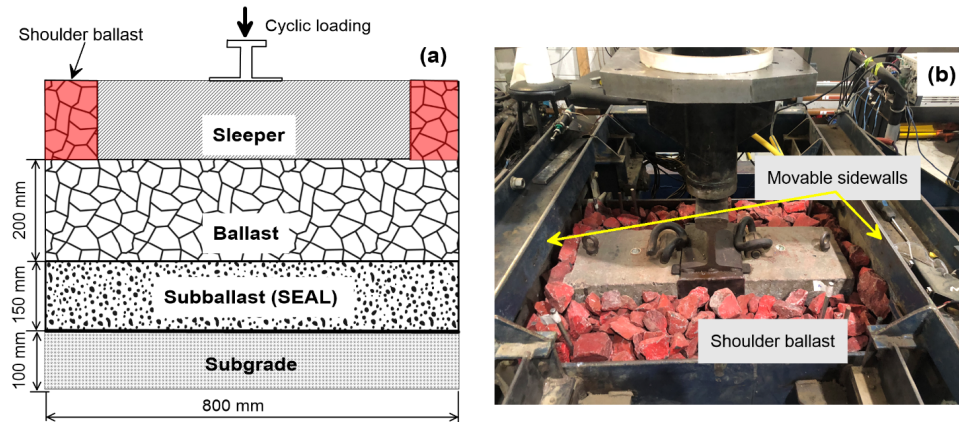 Cyclic loading
Shoulder ballast
(a)
Sleeper
200 mm
Ballast
150 mm
Subballast (SEAL)
100 mm
Subgrade
800 mm
(b)
Movable sidewalls
Shoulder ballast